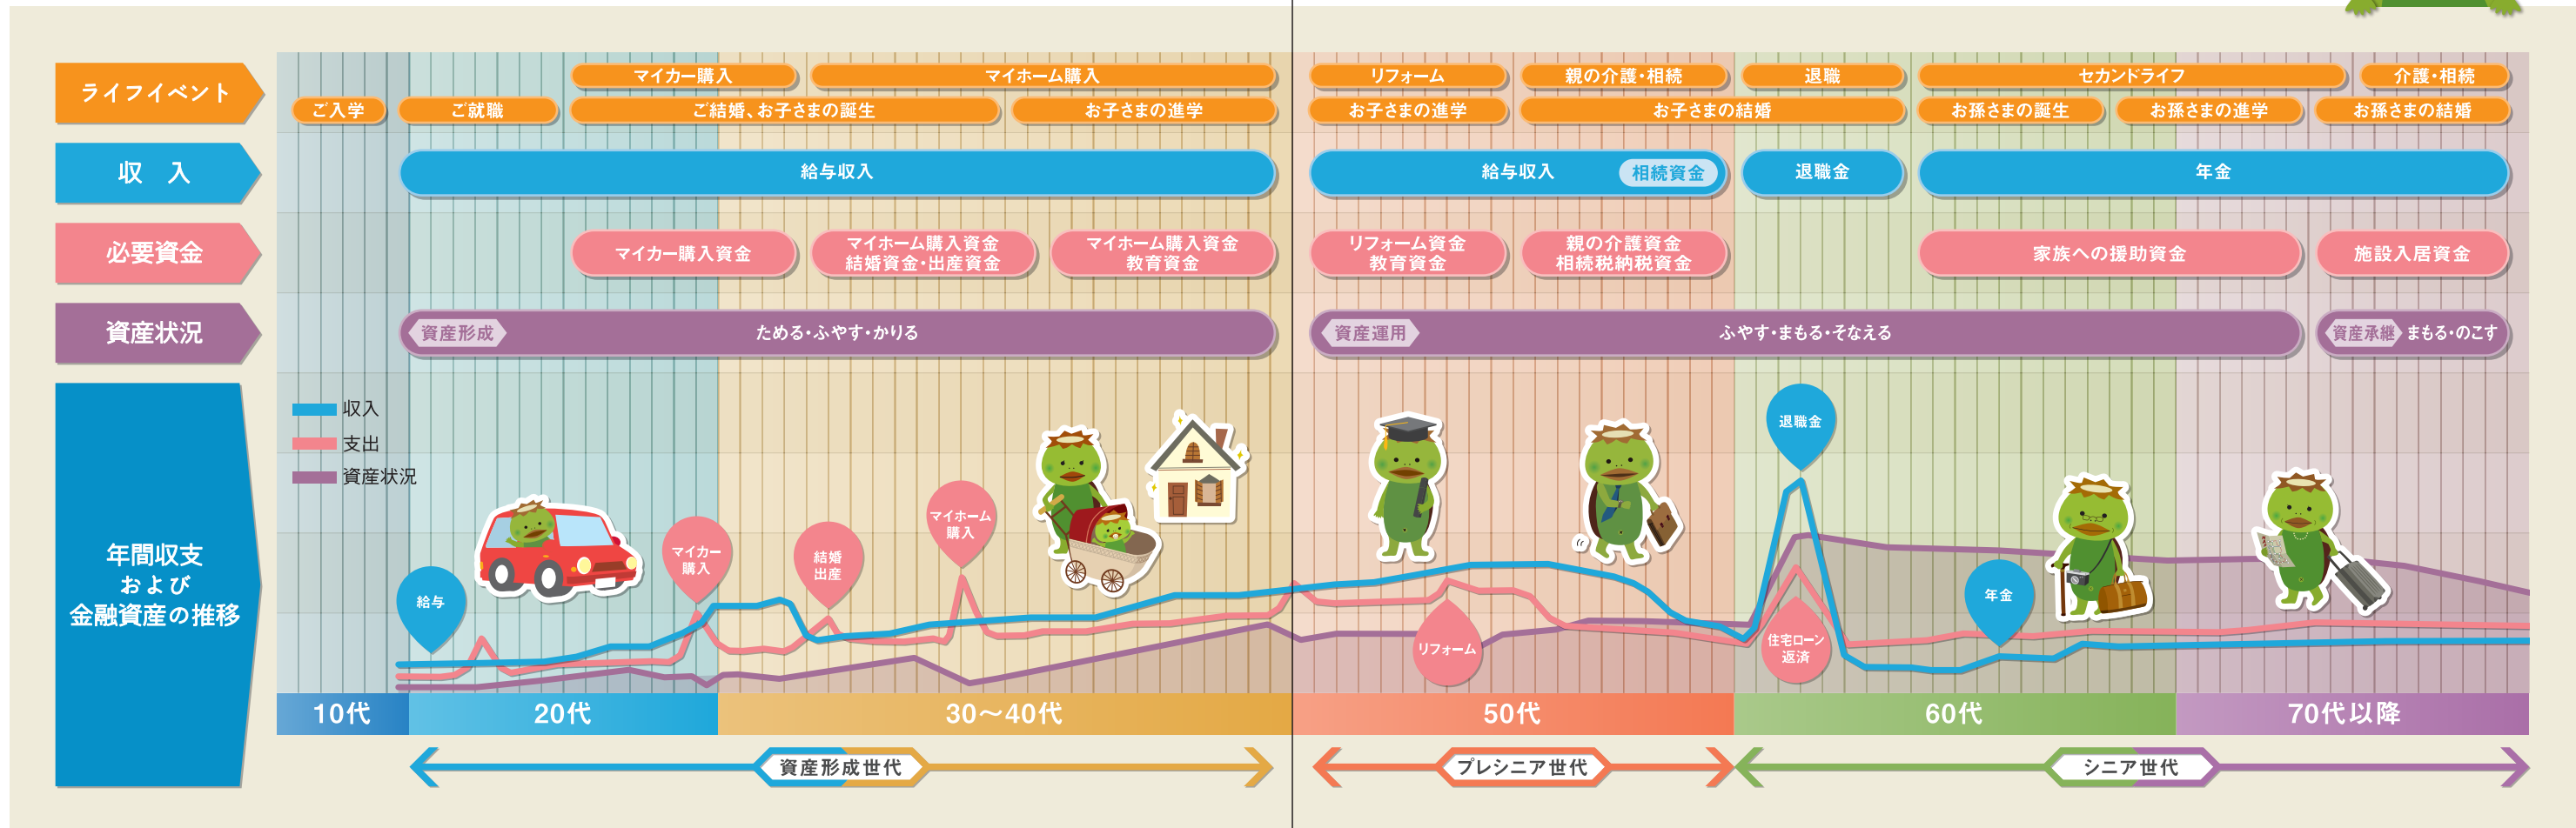 ライフイベント
マイカー購入
マイホーム購入
リフォーム
親の介護・相続
退職
セカンドライフ
介護・相続
ご入学
ご就職
ご結婚、お子さまの誕生
お子さまの進学
お子さまの進学
お子さまの結婚
お孫さまの誕生
お孫さまの進学
お孫さまの結婚
収 入
給与収入
給与収入
相続資金
退職金
年金
必要資金
マイカー購入資金
マイホーム購入資金
結婚資金・出産資金
マイホーム購入資金
教育資金
リフォーム資金
教育資金
親の介護資金
相続税納税資金
家族への援助資金
施設入居資金
資産状況
資産形成
ためる・ふやす・かりる
資産運用
ふやす・まもる・そなえる
資産承継
まもる・のこす
年間収支
および
金融資産の推移
収入
支出
資産状況
給与
マイカー
購入
結婚
出産
マイホーム
購入
リフォーム
退職金
住宅ローン
返済
年金
10代
20代
30〜40代
50代
60代
70代以降
資産形成世代
プレシニア世代
シニア世代